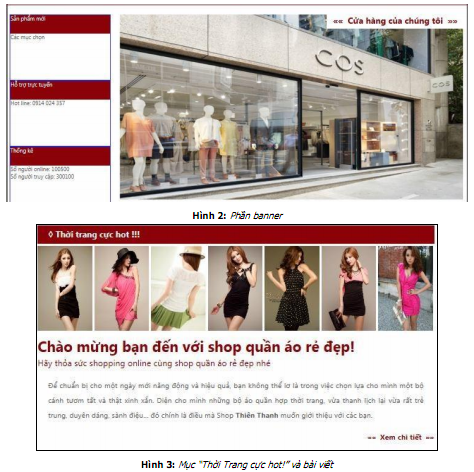 Sản phẩm mới
Các mục chọn
Hỗ trợ trực tuyến
Hot line: 0914 024 357
Thống kê
Số người online: 100900
Số người truy cập: 300100
«« Cửa hàng của chúng tôi »»
COS
Hình 2: Phần banner
◊ Thời trang cực hot !!!
Chào mừng bạn đến với shop quần áo rẻ đẹp!
Hãy thỏa sức shopping online cùng shop quần áo rẻ đẹp nhé
Để chuẩn bị cho một ngày mới năng động và hiệu quả, bạn không thể lơ là trong việc chọn lựa cho mình một bộ
cánh tươm tất và thật xinh xắn. Diện cho mình những bộ áo quần hợp thời trang, vừa thanh lịch lại vừa rất trẻ
trung, duyên dáng, sành điệu... đó chính là điều mà Shop Thiên Thanh muốn giới thiệu với các bạn.
»» Xem chi tiết »»
Hình 3: Mục "Thời Trang cực hot!" và bài viết